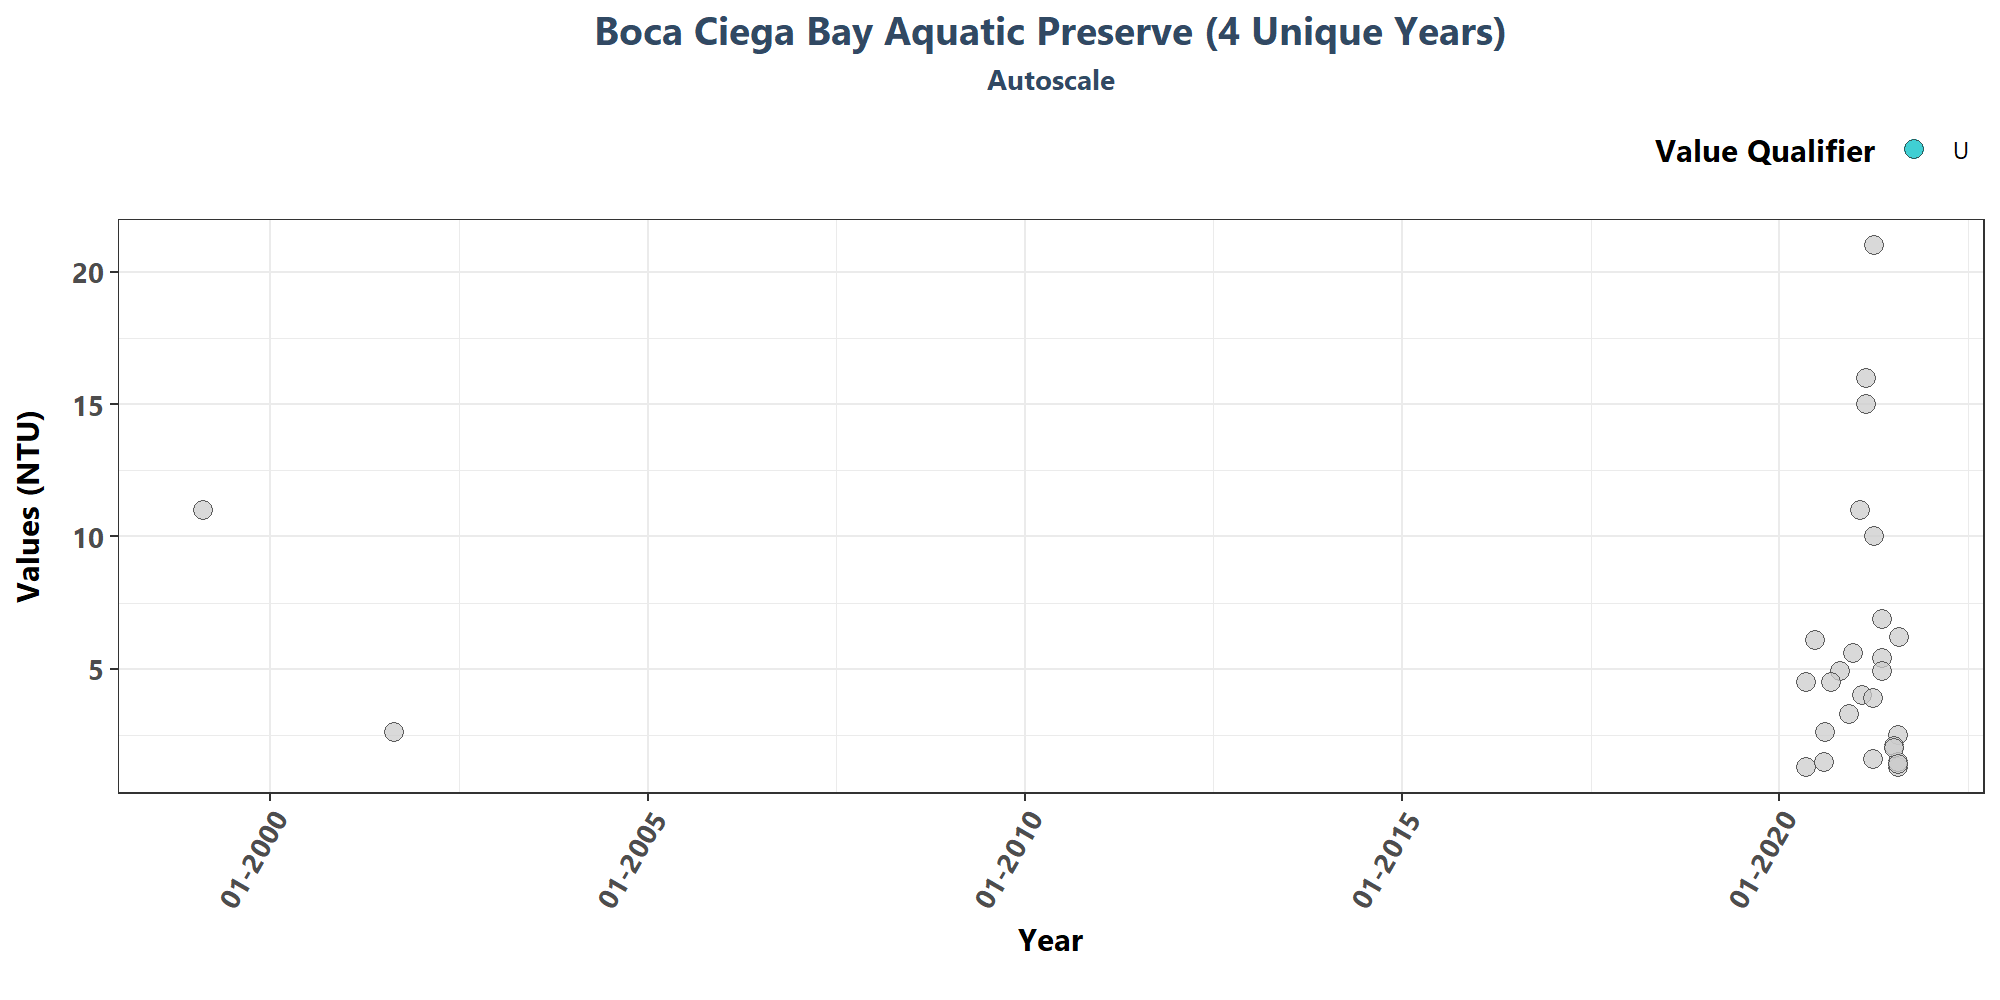 Boca Ciega Bay Aquatic Preserve (4 Unique Years)
Autoscale
Value Qualifier U
Values (NTU)
20
15
10
5
01-2000 01-2005 01-2010 01-2015 01-2020
Year